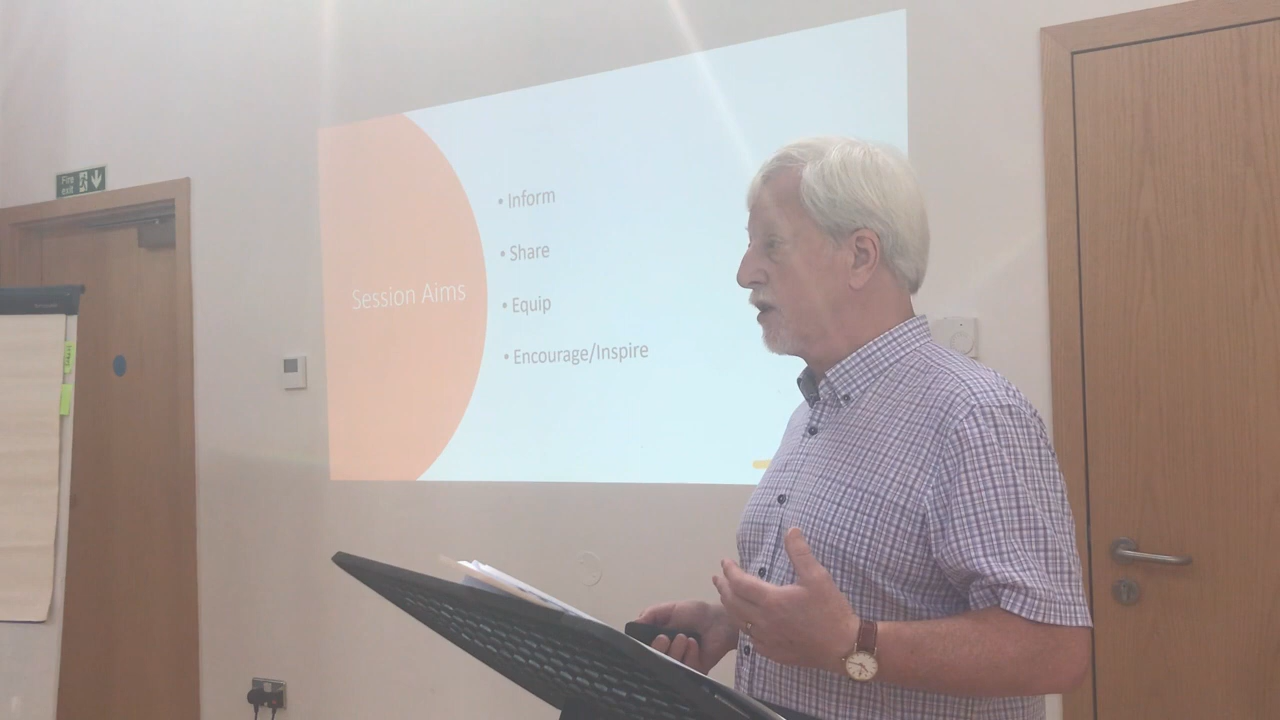 Fire
exit
Session Aims
• Inform
• Share
• Equip
• Encourage/Inspire